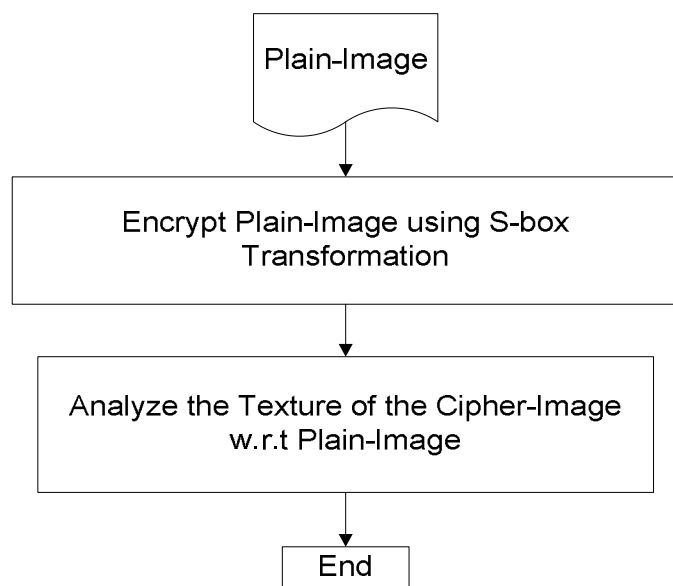 Plain-Image
Encrypt Plain-Image using S-box
Transformation
Analyze the Texture of the Cipher-Image
w.r.t Plain-Image
End